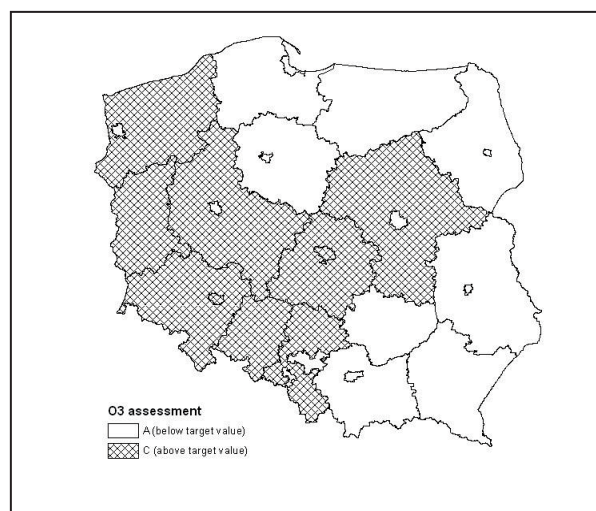 O3 assessment
A (below target value)
C (above target value)